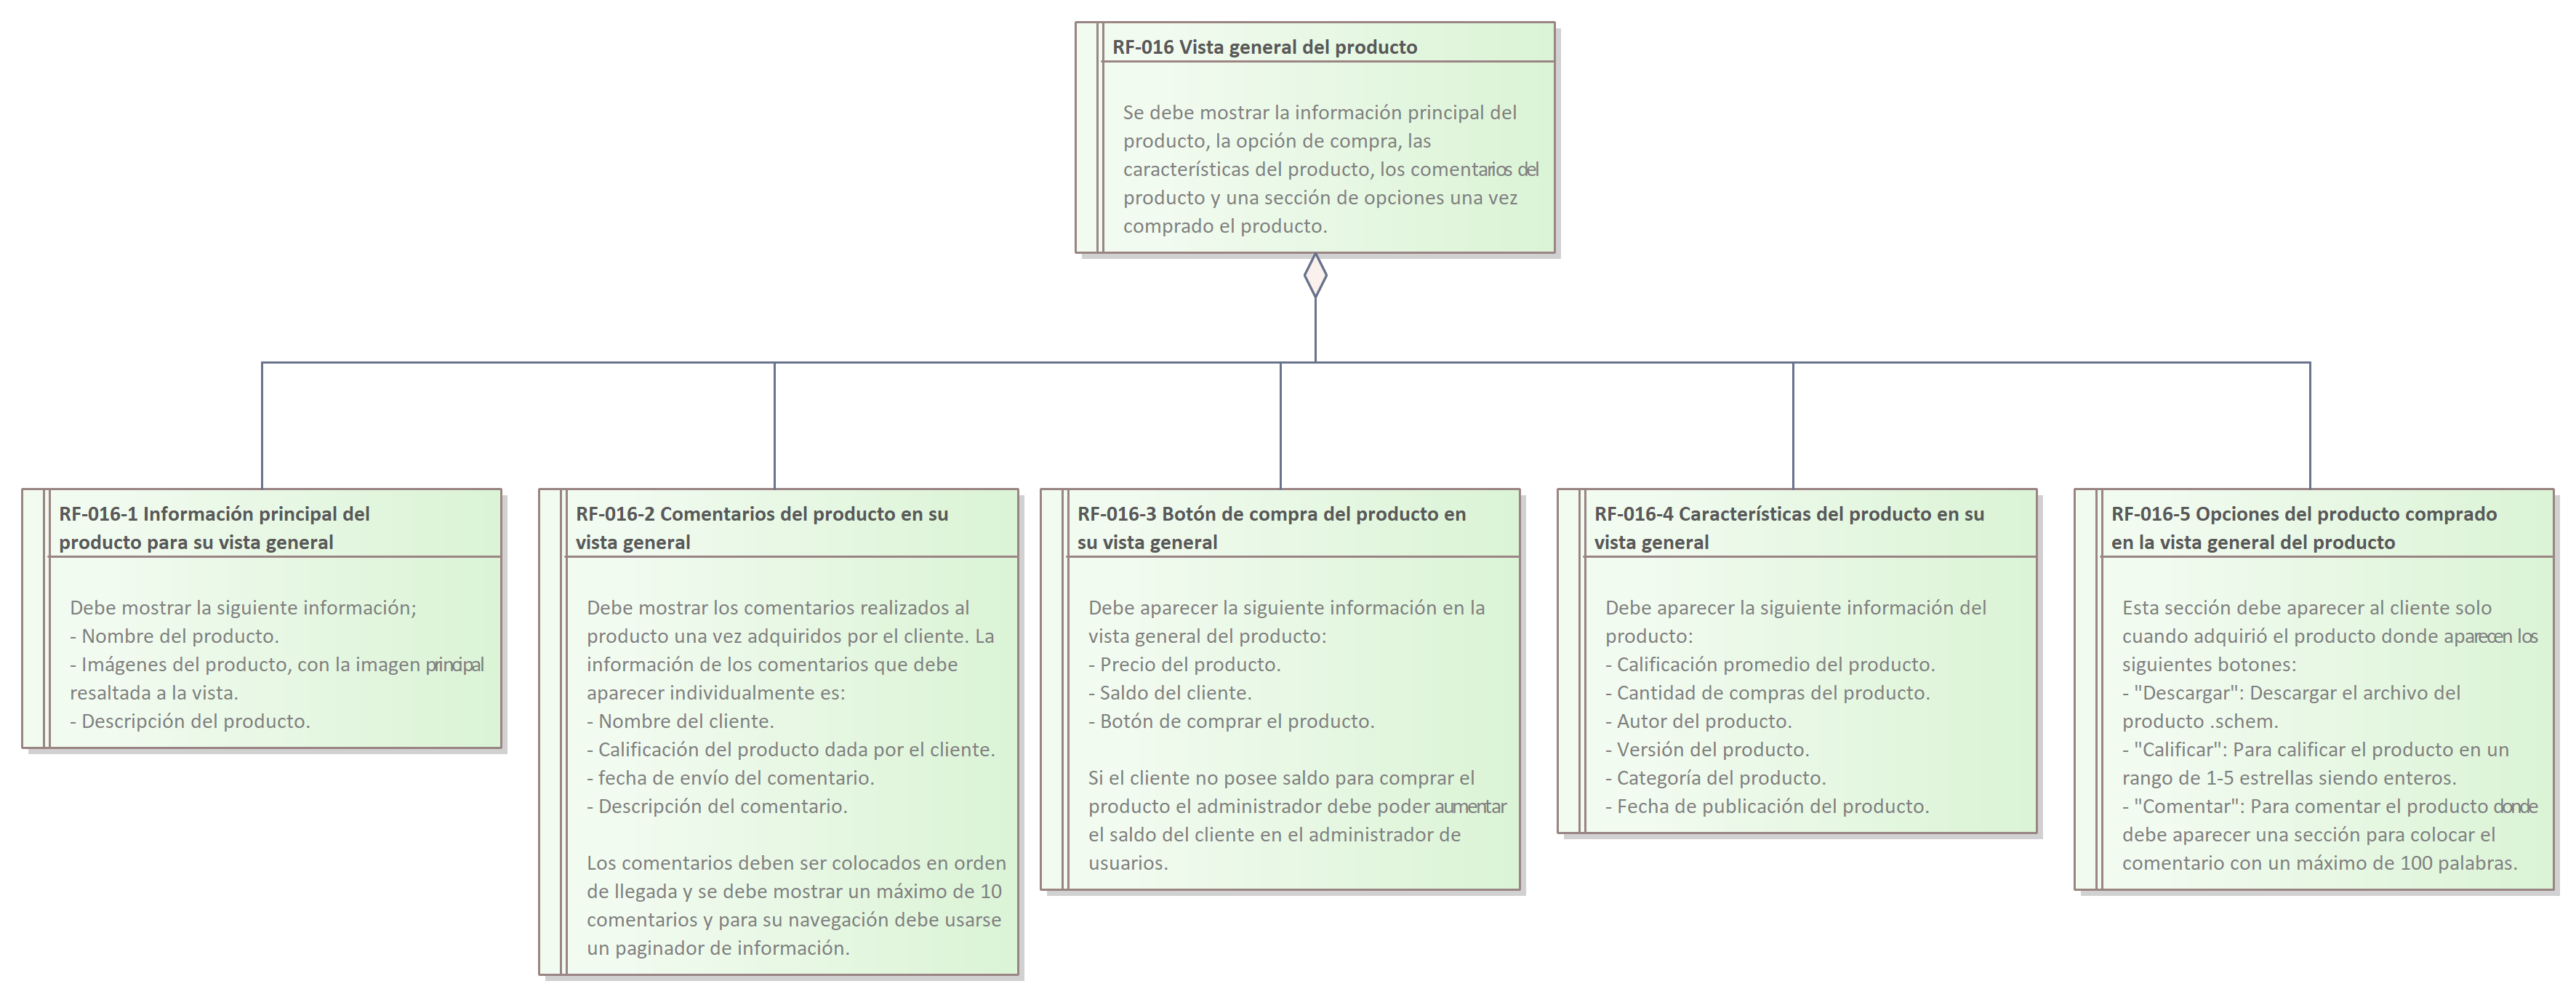 RF-016 Vista general del producto
Se debe mostrar la información principal del
producto, la opción de compra, las
características del producto, los comentarios del
producto y una sección de opciones una vez
comprado el producto.
RF-016-1 Información principal del
producto para su vista general
Debe mostrar la siguiente información;
- Nombre del producto.
- Imágenes del producto, con la imagen principal
resaltada a la vista.
- Descripción del producto.
RF-016-2 Comentarios del producto en su
vista general
Debe mostrar los comentarios realizados al
producto una vez adquiridos por el cliente. La
información de los comentarios que debe
aparecer individualmente es:
- Nombre del cliente.
- Calificación del producto dada por el cliente.
- fecha de envío del comentario.
- Descripción del comentario.
Los comentarios deben ser colocados en orden
de llegada y se debe mostrar un máximo de 10
comentarios y para su navegación debe usarse
un paginador de información.
RF-016-3 Botón de compra del producto en
su vista general
Debe aparecer la siguiente información en la
vista general del producto:
- Precio del producto.
- Saldo del cliente.
- Botón de comprar el producto.
Si el cliente no posee saldo para comprar el
producto el administrador debe poder aumentar
el saldo del cliente en el administrador de
usuarios.
RF-016-4 Características del producto en su
vista general
Debe aparecer la siguiente información del
producto:
- Calificación promedio del producto.
- Cantidad de compras del producto.
- Autor del producto.
- Versión del producto.
- Categoría del producto.
- Fecha de publicación del producto.
RF-016-5 Opciones del producto comprado
en la vista general del producto
Esta sección debe aparecer al cliente solo
cuando adquirió el producto donde aparecen los
siguientes botones:
- "Descargar": Descargar el archivo del
producto .schem.
- "Calificar": Para calificar el producto en un
rango de 1-5 estrellas siendo enteros.
- "Comentar": Para comentar el producto donde
debe aparecer una sección para colocar el
comentario con un máximo de 100 palabras.